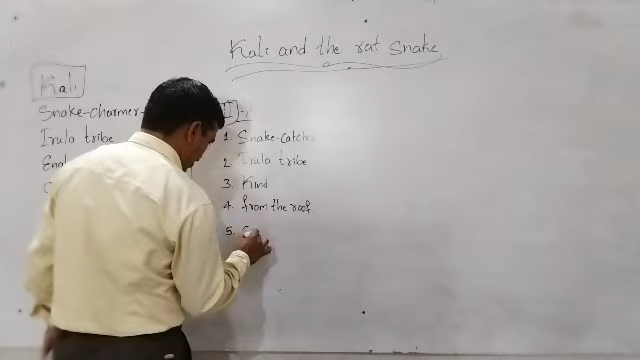 Kali and the rat Snake
Kali
Snake-charmer-
Irula tribe
II)
1. Snake-catcher
2. Irula tribe
3. Kind
4. from the roof
5.